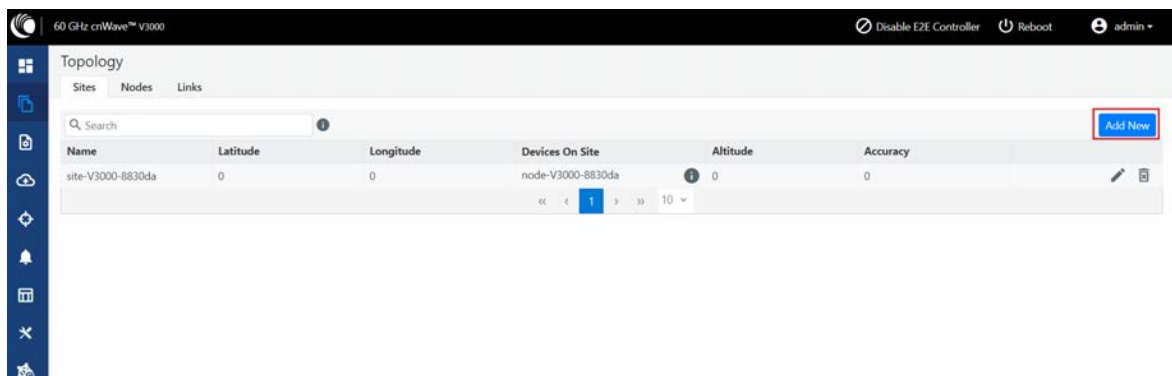 60 GHz cnWave™ V3000 Disable E2E Controller Reboot admin
Topology
Sites Nodes Links
Search Add New
Name Latitude Longitude Devices On Site Altitude Accuracy
site-V3000-8830da 0 0 node-V3000-8830da 0 0
« ‹ 1 › » 10